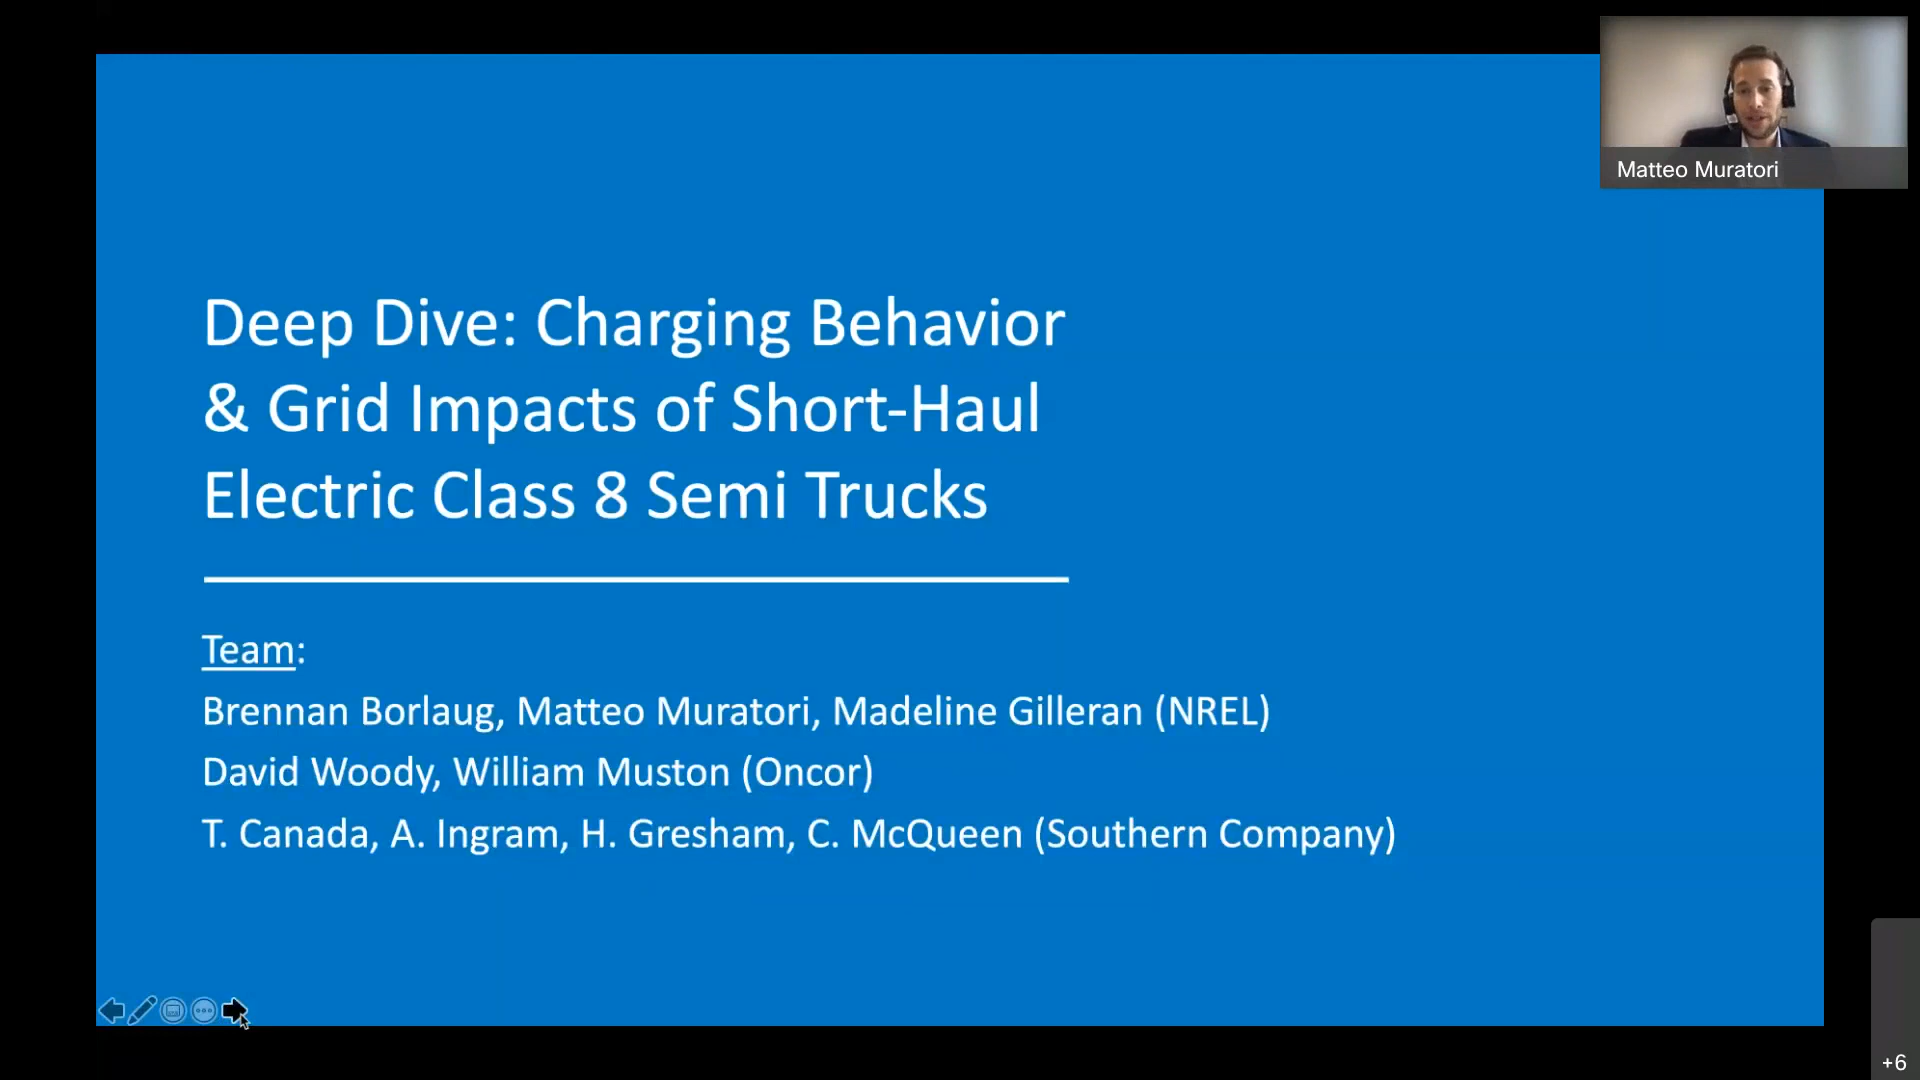 Matteo Muratori
Deep Dive: Charging Behavior
& Grid Impacts of Short-Haul
Electric Class 8 Semi Trucks
Team:
Brennan Borlaug, Matteo Muratori, Madeline Gilleran (NREL)
David Woody, William Muston (Oncor)
T. Canada, A. Ingram, H. Gresham, C. McQueen (Southern Company)
+6